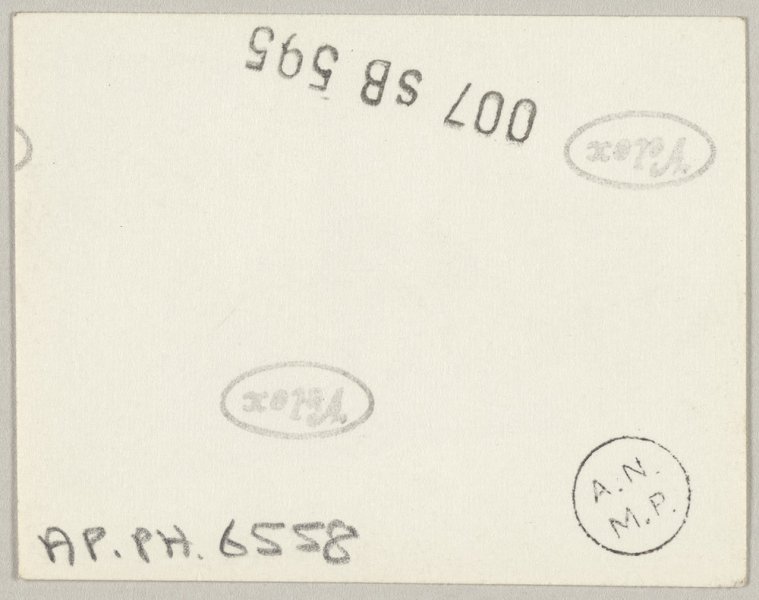 007 SB 595
Velox
Velox
A.N.
M.P.
AP.PH. 6558